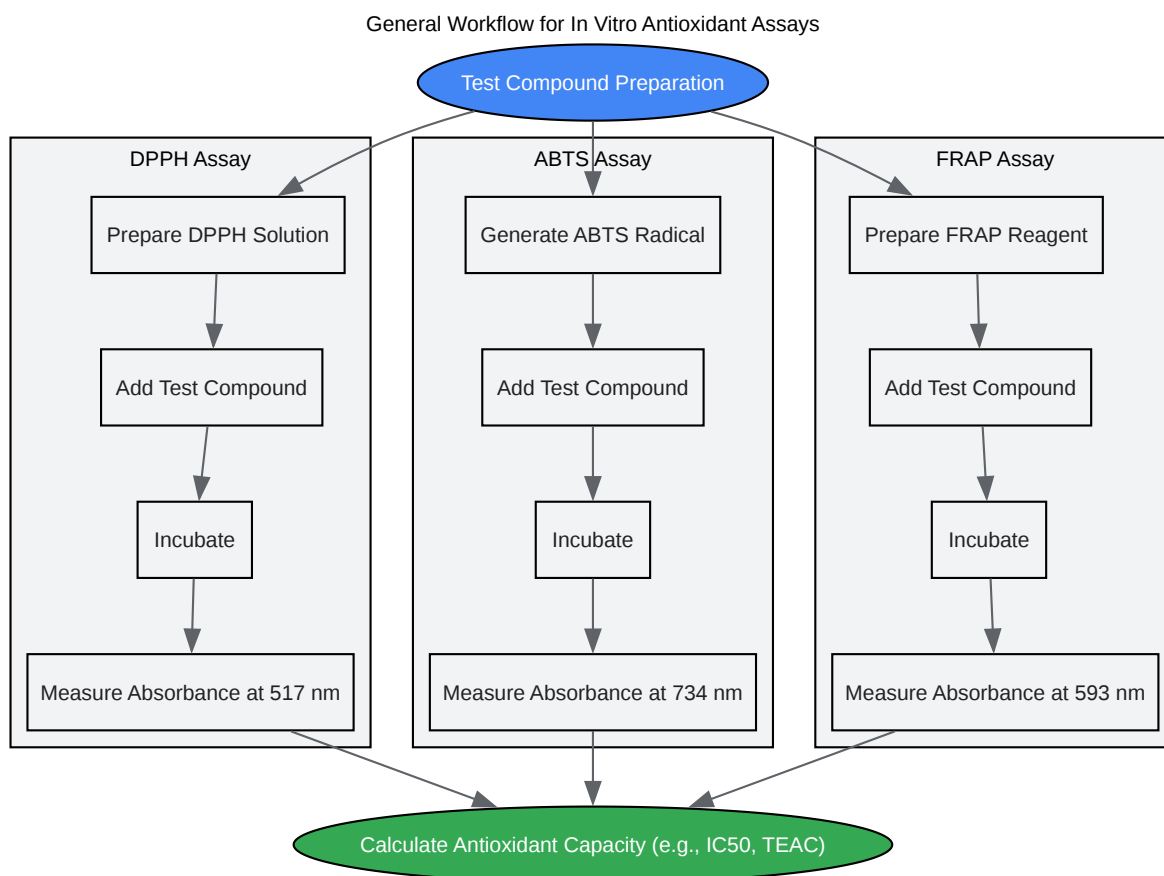 General Workflow for In Vitro Antioxidant Assays
Test Compound Preparation
DPPH Assay
Prepare DPPH Solution
Add Test Compound
Incubate
Measure Absorbance at 517 nm
ABTS Assay
Generate ABTS Radical
Add Test Compound
Incubate
Measure Absorbance at 734 nm
FRAP Assay
Prepare FRAP Reagent
Add Test Compound
Incubate
Measure Absorbance at 593 nm
Calculate Antioxidant Capacity (e.g., IC50, TEAC)